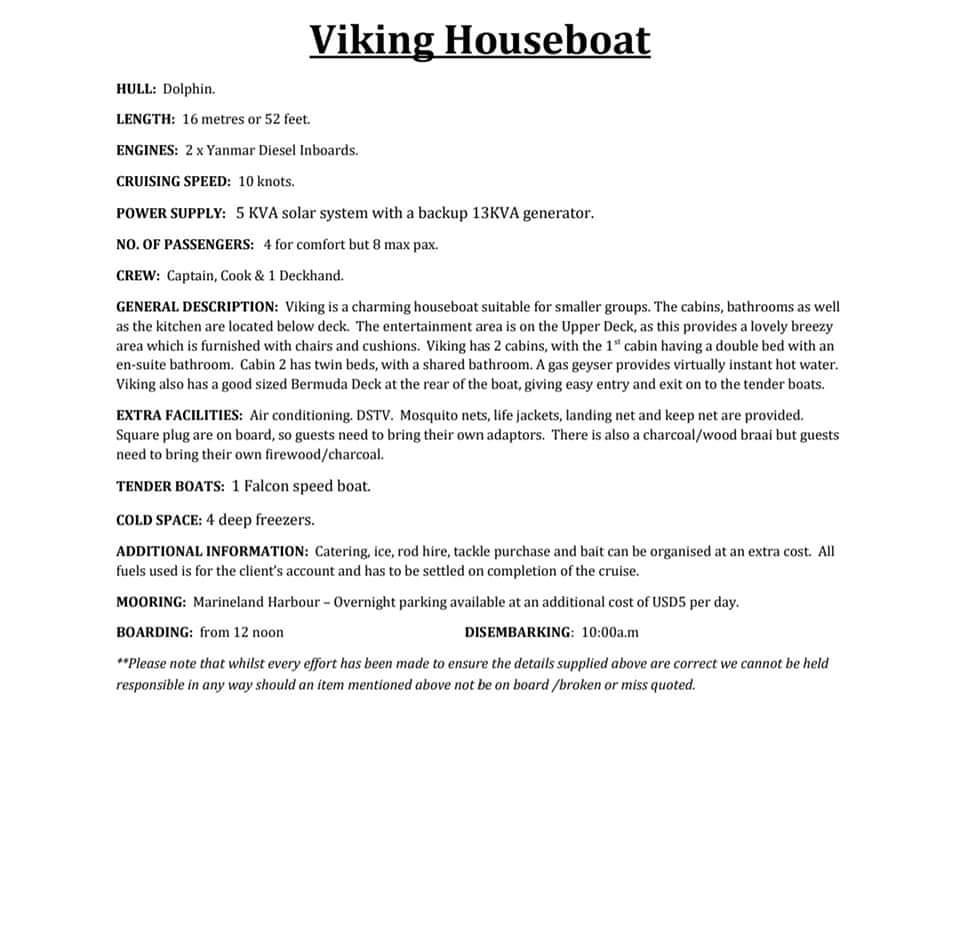 Viking Houseboat
HULL: Dolphin.
LENGTH: 16 metres or 52 feet.
ENGINES: 2 x Yanmar Diesel Inboards.
CRUISING SPEED: 10 knots.
POWER SUPPLY: 5 KVA solar system with a backup 13KVA generator.
NO. OF PASSENGERS: 4 for comfort but 8 max pax.
CREW: Captain, Cook & 1 Deckhand.
GENERAL DESCRIPTION: Viking is a charming houseboat suitable for smaller groups. The cabins, bathrooms as well
as the kitchen are located below deck. The entertainment area is on the Upper Deck, as this provides a lovely breezy
area which is furnished with chairs and cushions. Viking has 2 cabins, with the 1st cabin having a double bed with an
en-suite bathroom. Cabin 2 has twin beds, with a shared bathroom. A gas geyser provides virtually instant hot water.
Viking also has a good sized Bermuda Deck at the rear of the boat, giving easy entry and exit on to the tender boats.
EXTRA FACILITIES: Air conditioning. DSTV. Mosquito nets, life jackets, landing net and keep net are provided.
Square plug are on board, so guests need to bring their own adaptors. There is also a charcoal/wood braai but guests
need to bring their own firewood/charcoal.
TENDER BOATS: 1 Falcon speed boat.
COLD SPACE: 4 deep freezers.
ADDITIONAL INFORMATION: Catering, ice, rod hire, tackle purchase and bait can be organised at an extra cost. All
fuels used is for the client's account and has to be settled on completion of the cruise.
MOORING: Marineland Harbour – Overnight parking available at an additional cost of USD5 per day.
BOARDING: from 12 noon DISEMBARKING: 10:00a.m
**Please note that whilst every effort has been made to ensure the details supplied above are correct we cannot be held
responsible in any way should an item mentioned above not be on board /broken or miss quoted.